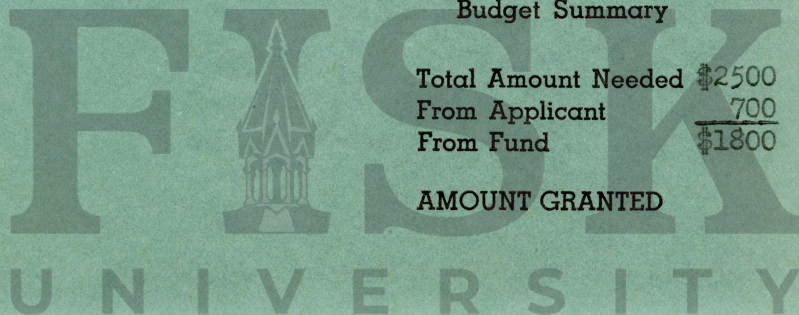 Budget Summary
Total Amount Needed $2500
From Applicant 700
From Fund $1800
AMOUNT GRANTED
FISK
UNIVERSITY